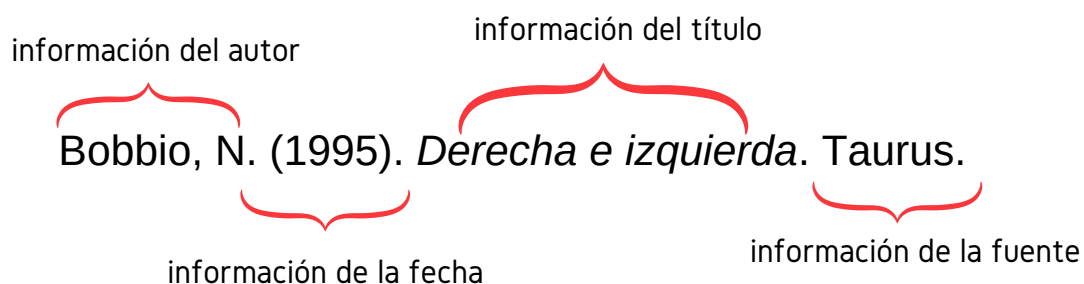 información del título
información del autor
Bobbio, N. (1995). Derecha e izquierda. Taurus.
información de la fuente
información de la fecha